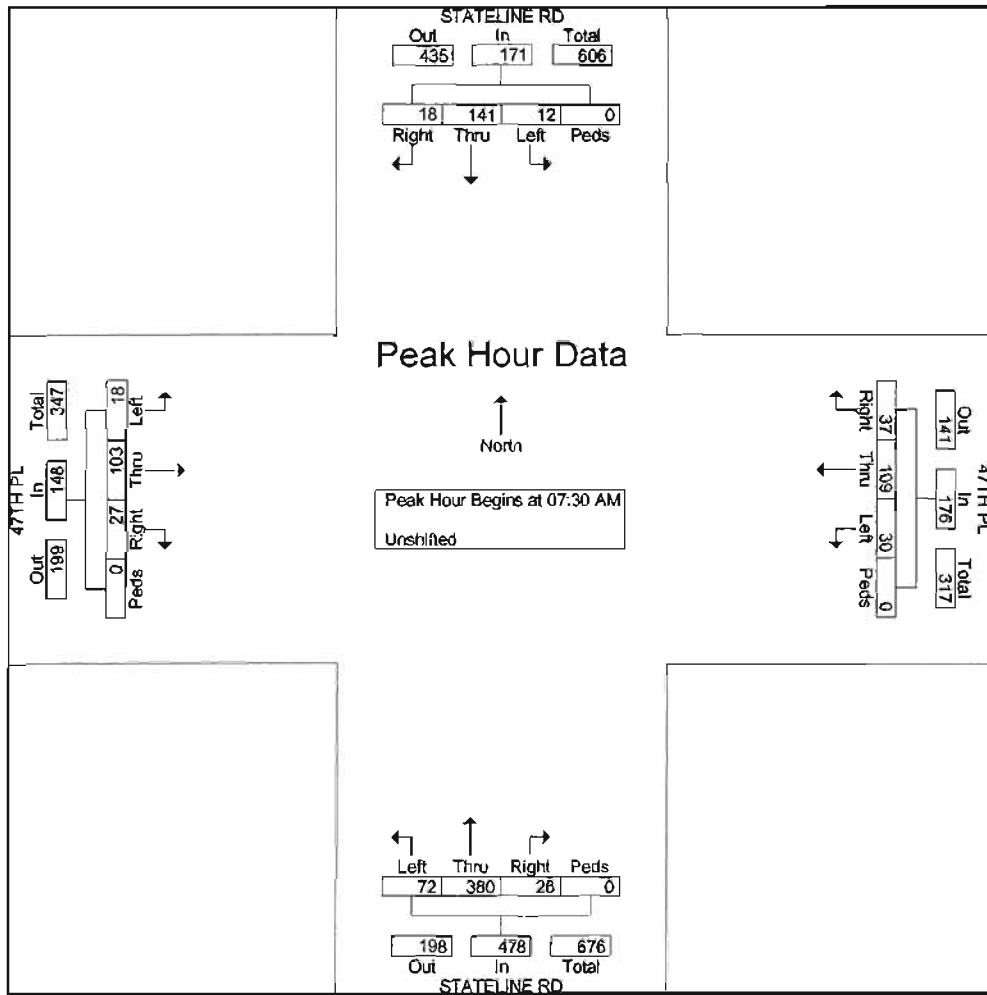 STATELINE RD
Out In Total
435 171 606
18 141 12 0
Right Thru Left Peds
Peak Hour Data
North
Peak Hour Begins at 07:30 AM
Unshifted
47TH PL
Out In Total
199 148 347
18 103 27 0
Left Thru Right Peds
47TH PL
Out In Total
141 176 317
37 109 30 0
Right Thru Left Peds
Left Thru Right Peds
72 380 26 0
198 478 676
Out In Total
STATELINE RD